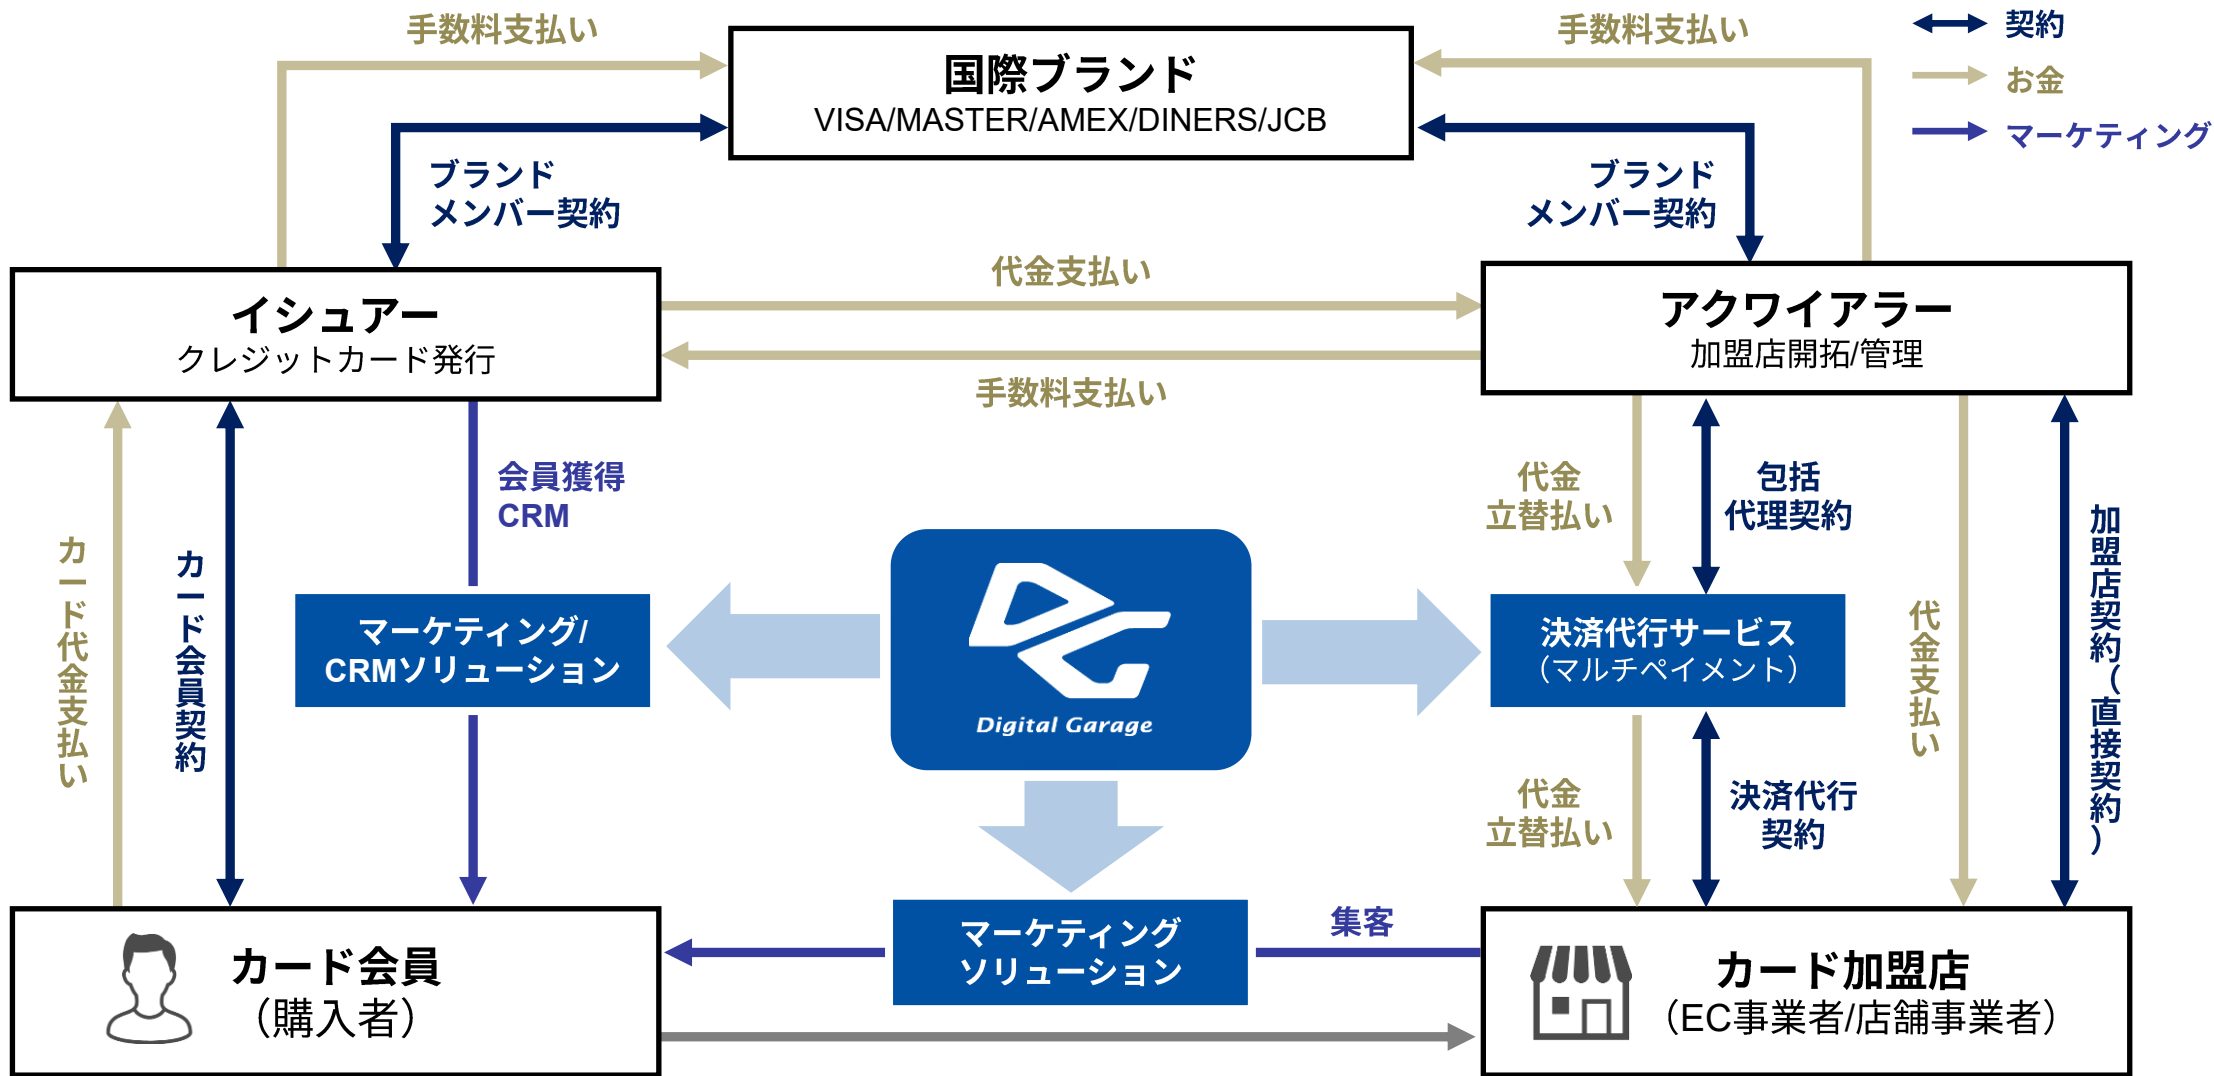 手数料支払い
国際ブランド
VISA/MASTER/AMEX/DINERS/JCB
手数料支払い
契約
お金
マーケティング
ブランド
メンバー契約
ブランド
メンバー契約
イシュアー
クレジットカード発行
代金支払い
手数料支払い
アクワイアラー
加盟店開拓/管理
カード代金支払い
カード会員契約
会員獲得
CRM
代金
立替払い
包括
代理契約
代金支払い
加盟店契約（直接契約）
マーケティング/
CRMソリューション
Digital Garage
決済代行サービス
（マルチペイメント）
代金
立替払い
決済代行
契約
マーケティング
ソリューション
集客
カード会員
（購入者）
カード加盟店
（EC事業者/店舗事業者）